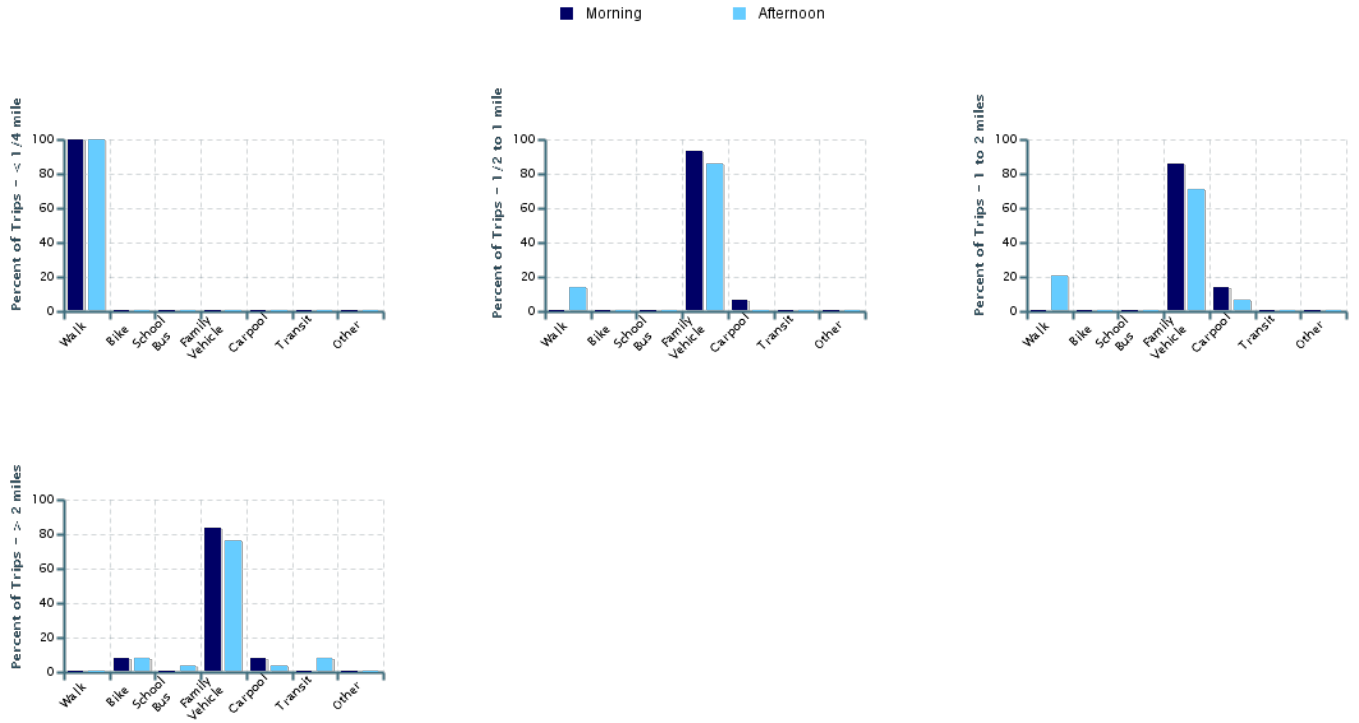 Morning Afternoon
Percent of Trips - < 1/4 mile
100
80
60
40
20
0
Walk
Bike
School
Bus
Family
Vehicle
Carpool
Transit
Other
Percent of Trips - 1/2 to 1 mile
100
80
60
40
20
0
Walk
Bike
School
Bus
Family
Vehicle
Carpool
Transit
Other
Percent of Trips - 1 to 2 miles
100
80
60
40
20
0
Walk
Bike
School
Bus
Family
Vehicle
Carpool
Transit
Other
Percent of Trips - > 2 miles
100
80
60
40
20
0
Walk
Bike
School
Bus
Family
Vehicle
Carpool
Transit
Other